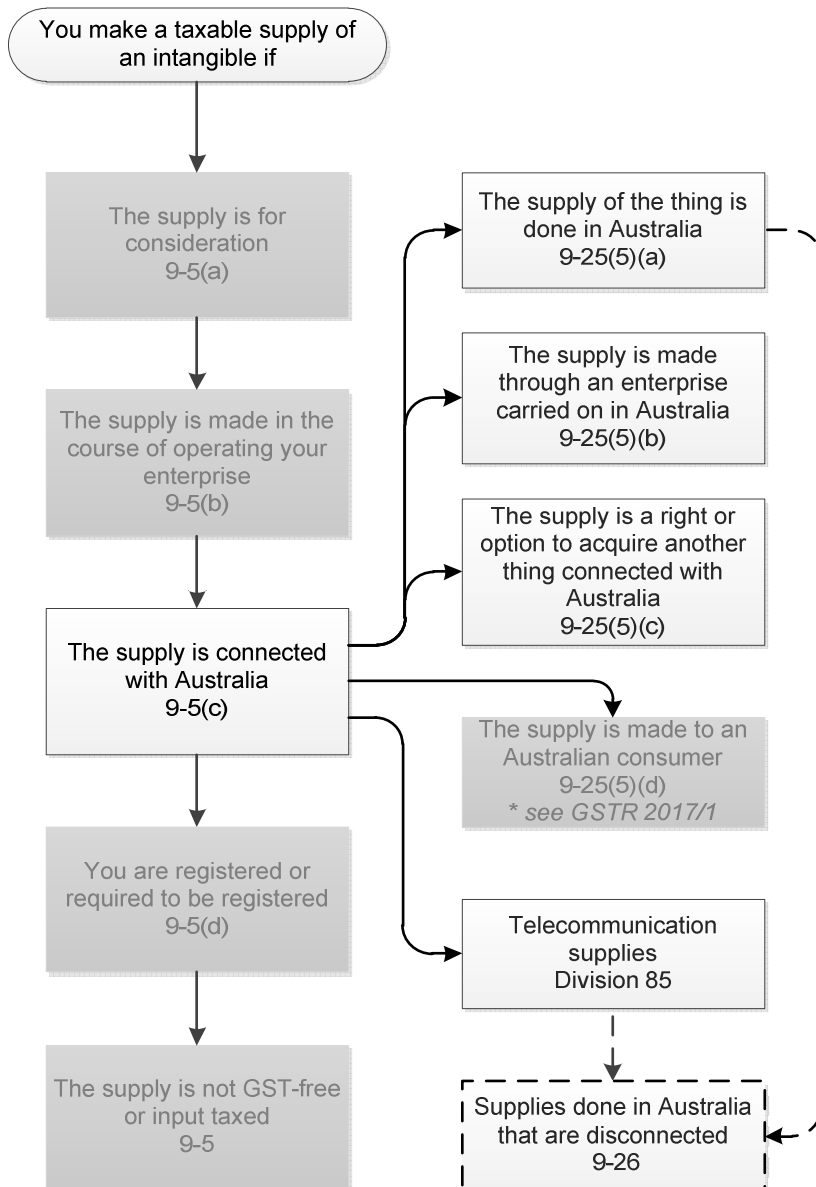 You make a taxable supply of
an intangible if
The supply is for
consideration
9-5(a)
The supply is made in the
course of operating your
enterprise
9-5(b)
The supply is connected
with Australia
9-5(c)
You are registered or
required to be registered
9-5(d)
The supply is not GST-free
or input taxed
9-5
The supply of the thing is
done in Australia
9-25(5)(a)
The supply is made
through an enterprise
carried on in Australia
9-25(5)(b)
The supply is a right or
option to acquire another
thing connected with
Australia
9-25(5)(c)
The supply is made to an
Australian consumer
9-25(5)(d)
* see GSTR 2017/1
Telecommunication
supplies
Division 85
Supplies done in Australia
that are disconnected
9-26